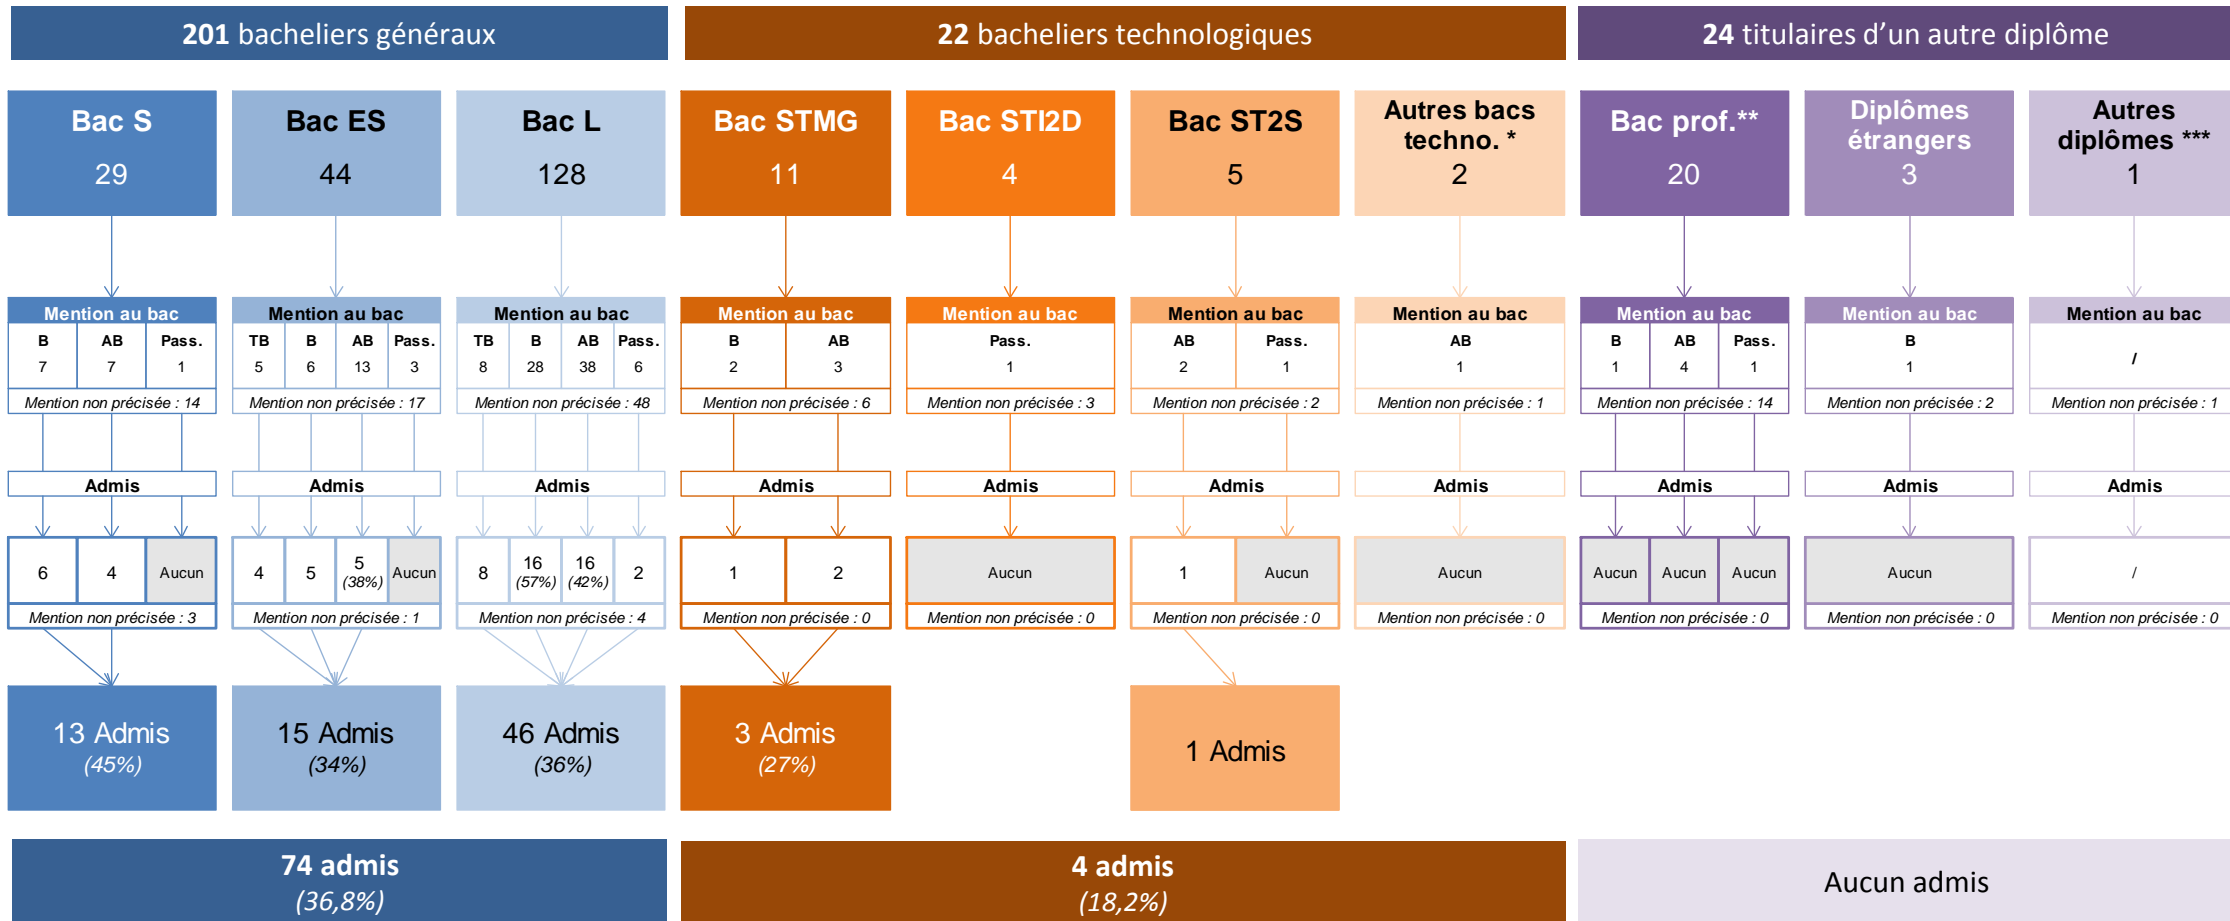 201 bacheliers généraux
22 bacheliers technologiques
24 titulaires d'un autre diplôme
Bac S
29
Bac ES
44
Bac L
128
Bac STMG
11
Bac STI2D
4
Bac ST2S
5
Autres bacs
techno. *
2
Bac prof.**
20
Diplômes
étrangers
3
Autres
diplômes ***
1
Mention au bac
B AB Pass.
7 7 1
Mention non précisée : 14
Mention au bac
TB B AB Pass.
5 6 13 3
Mention non précisée : 17
Mention au bac
TB B AB Pass.
8 28 38 6
Mention non précisée : 48
Mention au bac
B AB
2 3
Mention non précisée : 6
Mention au bac
Pass.
1
Mention non précisée : 3
Mention au bac
AB Pass.
2 1
Mention non précisée : 2
Mention au bac
AB
1
Mention non précisée : 1
Mention au bac
B AB Pass.
1 4 1
Mention non précisée : 14
Mention au bac
B
1
Mention non précisée : 2
Mention au bac
/
Mention non précisée : 1
Admis
6 4 Aucun
Mention non précisée : 3
Admis
4 5 5 Aucun
(38%)
Mention non précisée : 1
Admis
8 16 16 2
(57%) (42%)
Mention non précisée : 4
Admis
1 2
Mention non précisée : 0
Admis
Aucun
Mention non précisée : 0
Admis
1 Aucun
Mention non précisée : 0
Admis
Aucun
Mention non précisée : 0
Admis
Aucun Aucun Aucun
Mention non précisée : 0
Admis
Aucun
Mention non précisée : 0
Admis
/
Mention non précisée : 0
13 Admis
(45%)
15 Admis
(34%)
46 Admis
(36%)
3 Admis
(27%)
1 Admis
74 admis
(36,8%)
4 admis
(18,2%)
Aucun admis